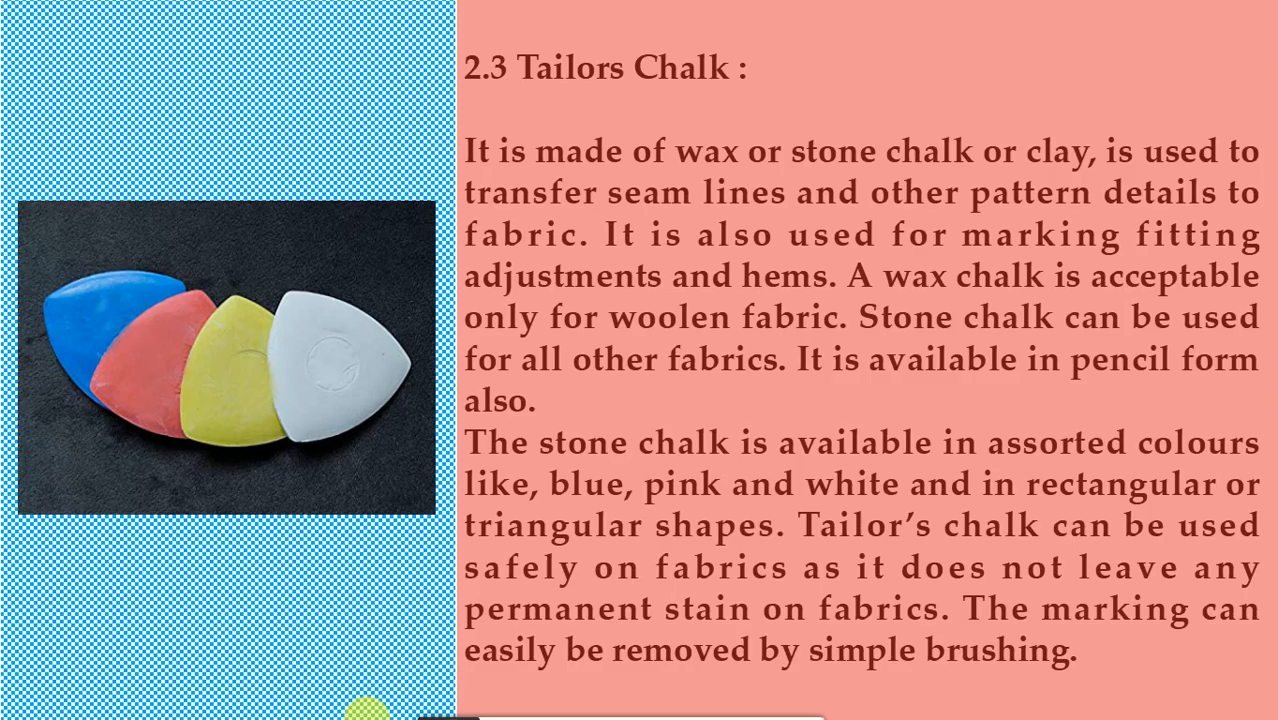 2.3 Tailors Chalk :
It is made of wax or stone chalk or clay, is used to
transfer seam lines and other pattern details to
fabric. It is also used for marking fitting
adjustments and hems. A wax chalk is acceptable
only for woolen fabric. Stone chalk can be used
for all other fabrics. It is available in pencil form
also.
The stone chalk is available in assorted colours
like, blue, pink and white and in rectangular or
triangular shapes. Tailor’s chalk can be used
safely on fabrics as it does not leave any
permanent stain on fabrics. The marking can
easily be removed by simple brushing.